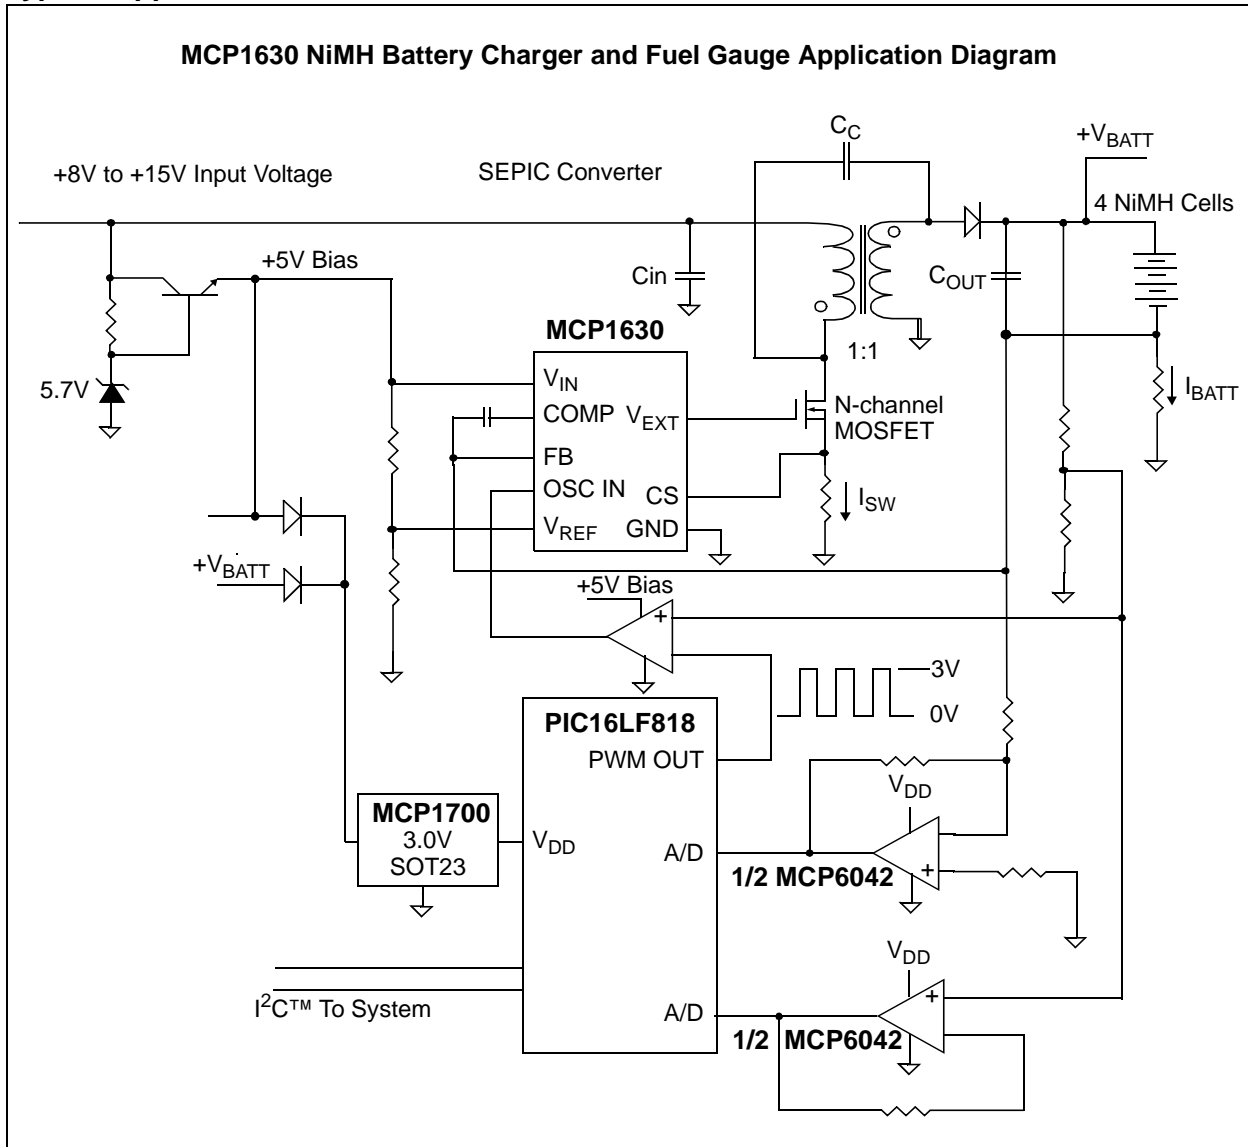 MCP1630 NiMH Battery Charger and Fuel Gauge Application Diagram
C_C
+V_BATT
+8V to +15V Input Voltage
SEPIC Converter
4 NiMH Cells
+5V Bias
Cin
C_OUT
MCP1630
1:1
5.7V
V_IN
COMP
V_EXT
N-channel
MOSFET
I_BATT
FB
OSC IN
CS
I_SW
V_REF
GND
+V_BATT
+5V Bias
+
3V
0V
PIC16LF818
PWM OUT
V_DD
MCP1700
3.0V
SOT23
V_DD
A/D
1/2 MCP6042
+
V_DD
+
I²C™ To System
A/D
1/2 MCP6042